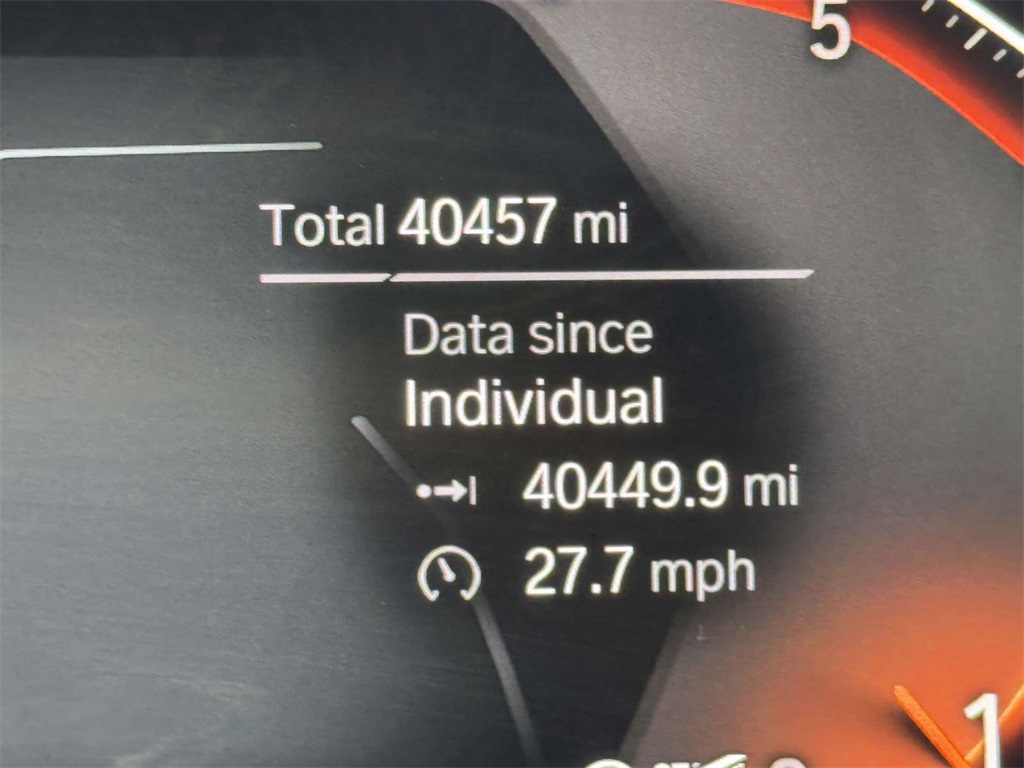 5
Total 40457 mi
Data since
Individual
40449.9 mi
27.7 mph
1